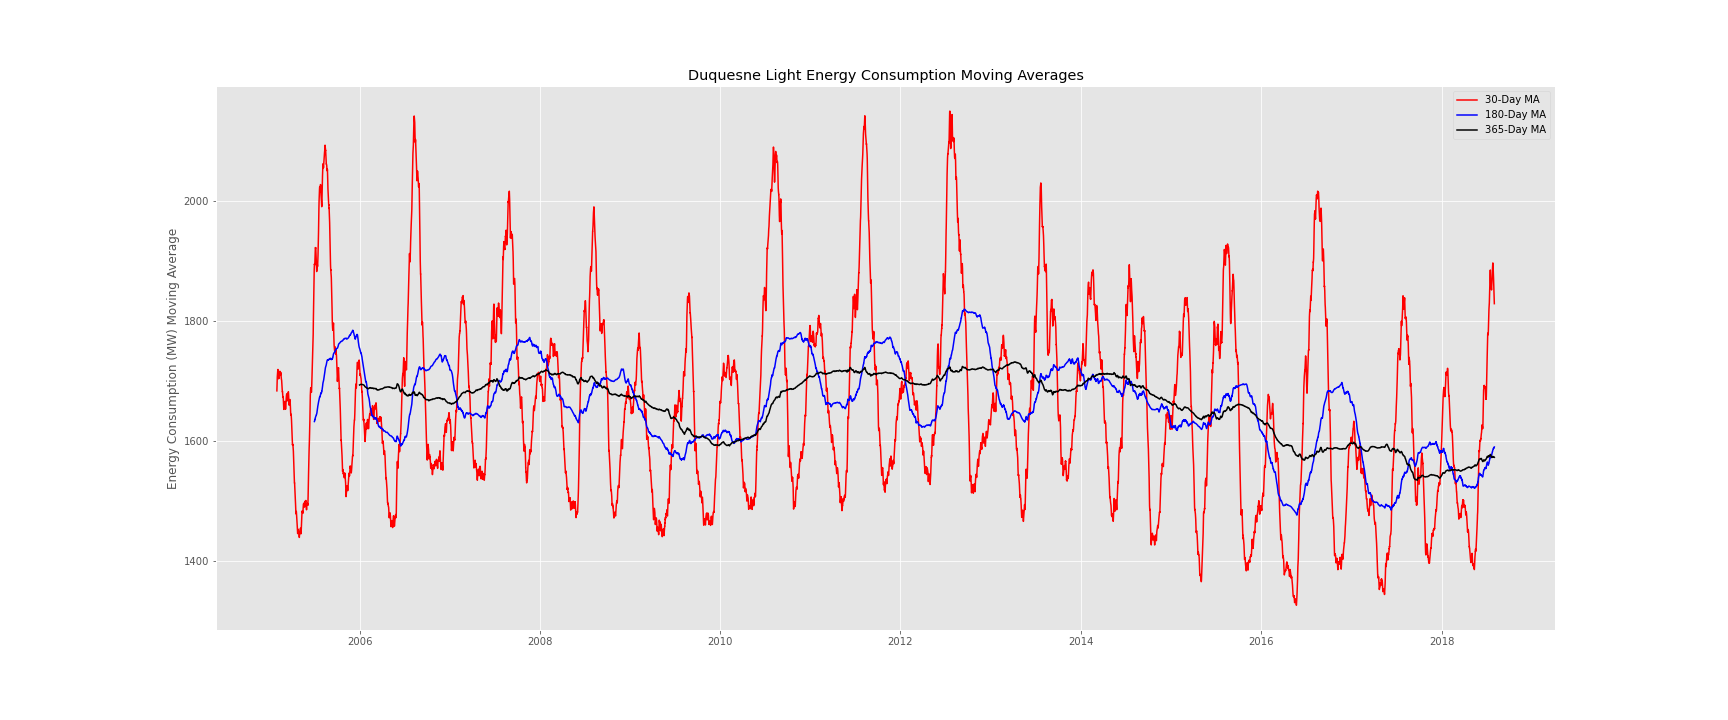 Duquesne Light Energy Consumption Moving Averages
30-Day MA
180-Day MA
365-Day MA
Energy Consumption (MW) Moving Average
2000
1800
1600
1400
2006
2008
2010
2012
2014
2016
2018